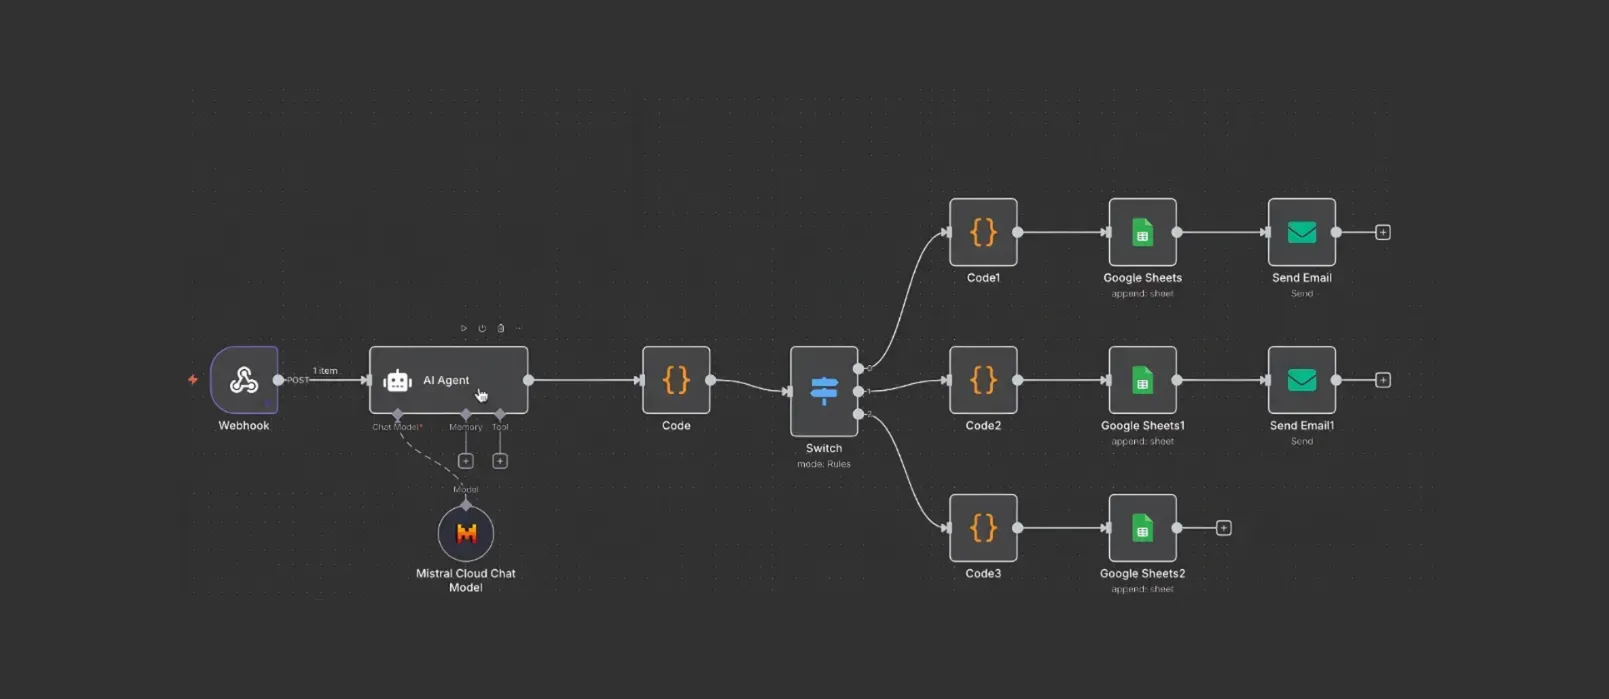 Code1
Google Sheets
append: sheet
Send Email
Send
POST
1 item
AI Agent
Webhook
Chat Model*
Memory
Tool
Model
Mistral Cloud Chat
Model
Code
0
1
2
Switch
mode: Rules
Code2
Google Sheets1
append: sheet
Send Email1
Send
Code3
Google Sheets2
append: sheet